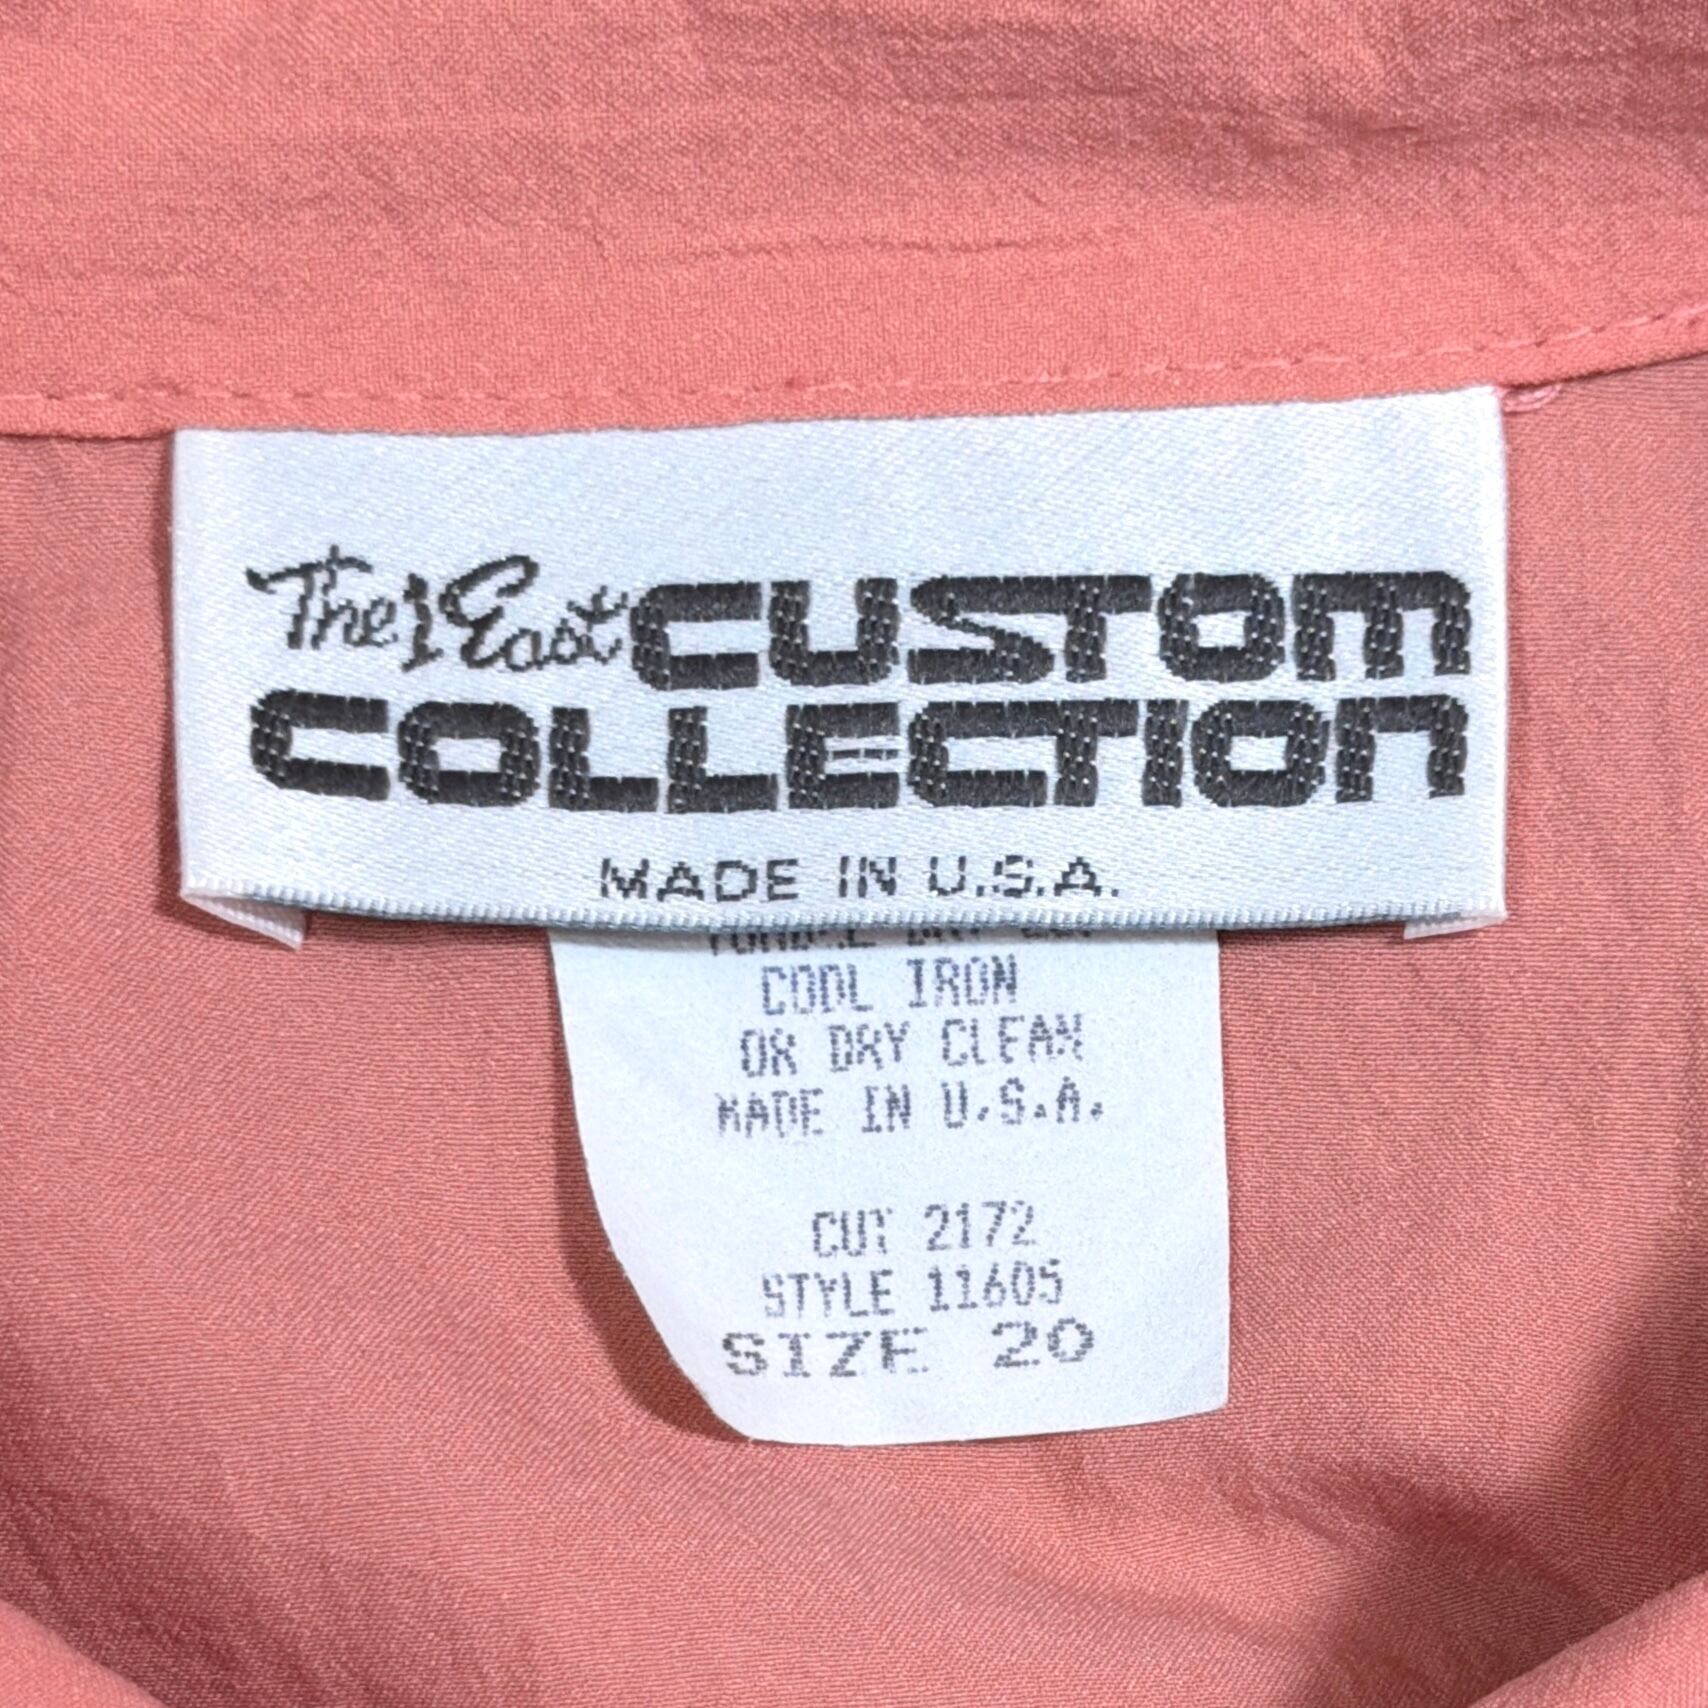 The 1 East CUSTOM
COLLECTION
MADE IN U.S.A.
COOL IRON
OR DRY CLEAN
MADE IN U.S.A.
CUT 2172
STYLE 11605
SIZE 20